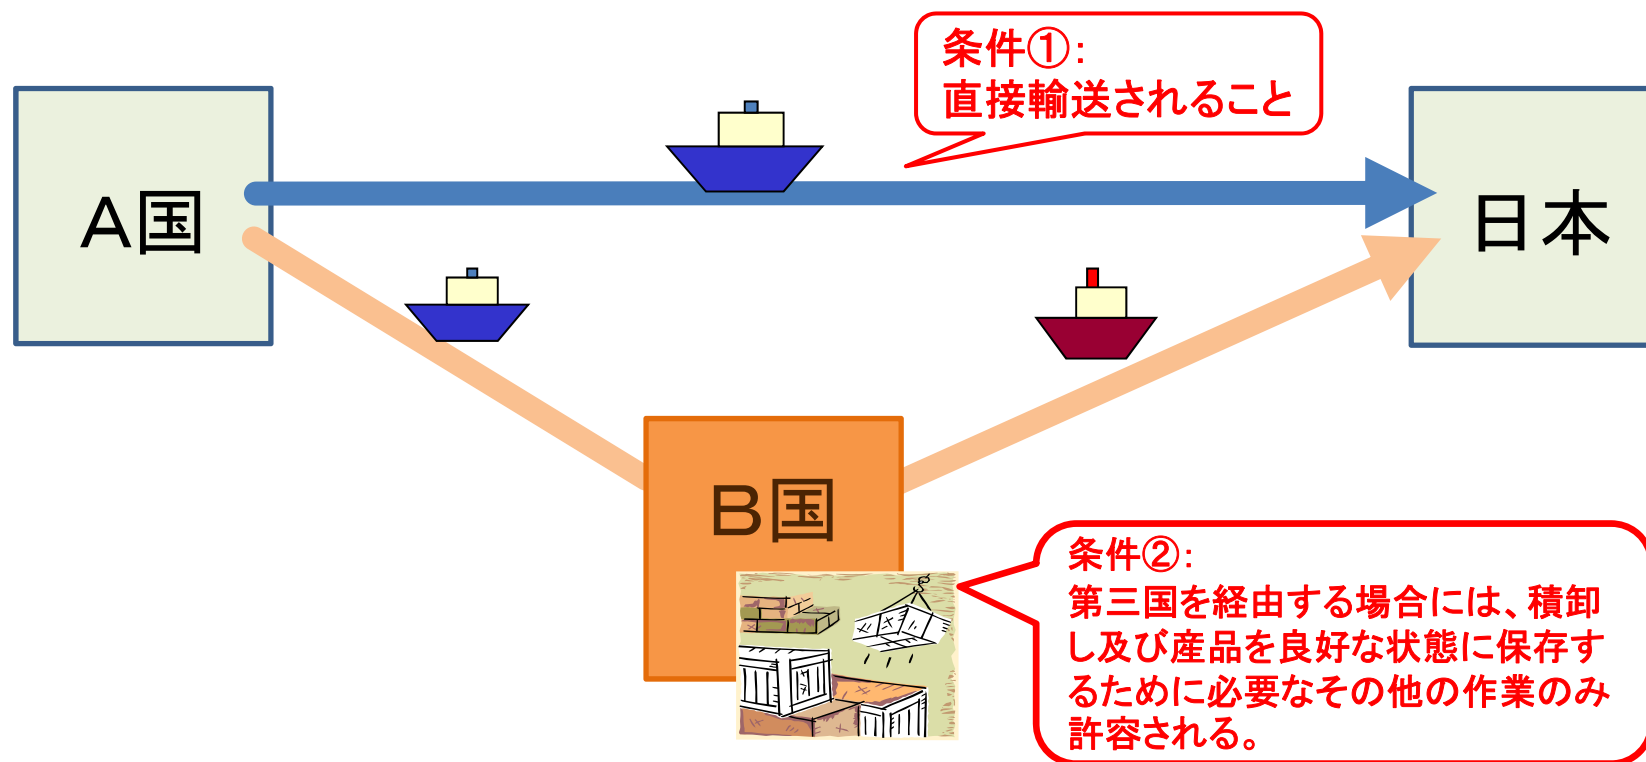 条件①:
直接輸送されること
A国
日本
B国
条件②:
第三国を経由する場合には、積卸
し及び産品を良好な状態に保存す
るために必要なその他の作業のみ
許容される。